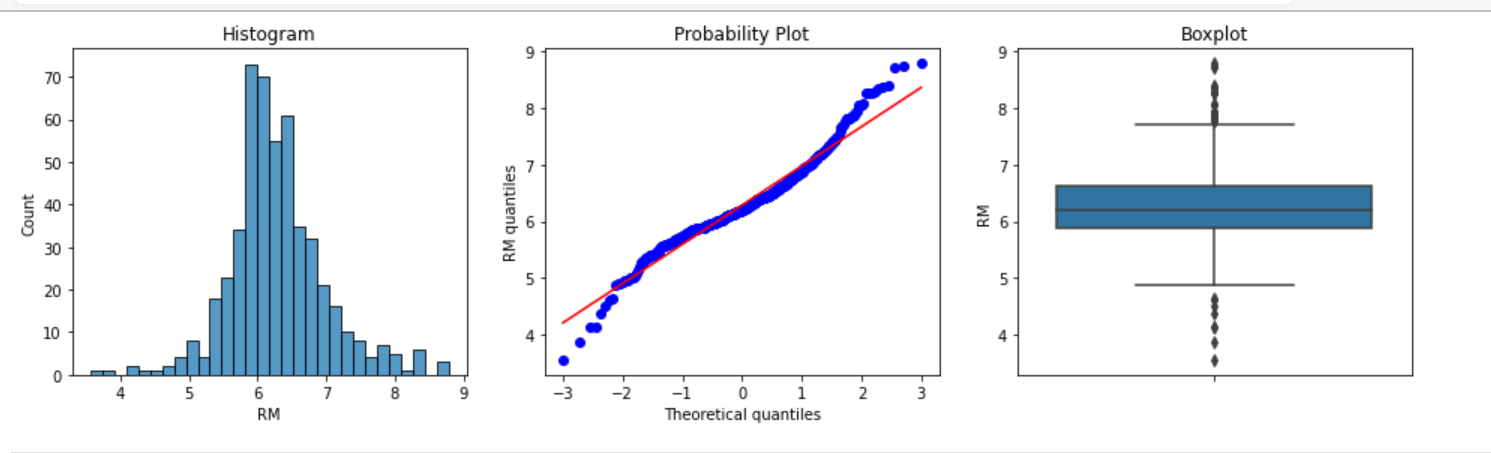 Histogram
70
60
50
40
30
20
10
0
Count
4 5 6 7 8 9
RM
Probability Plot
9
8
7
6
5
4
RM quantiles
−3 −2 −1 0 1 2 3
Theoretical quantiles
Boxplot
9
8
7
6
5
4
RM